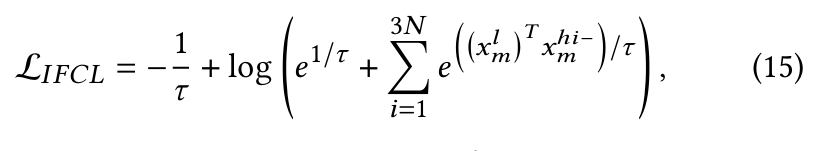 $\mathcal{L}_{IFCL} = -\frac{1}{\tau} + \log \left( e^{1/\tau} + \sum_{i=1}^{3N} e^{\left( \left( x_m^l \right)^T x_m^{hi-} \right) / \tau} \right),$ (15)